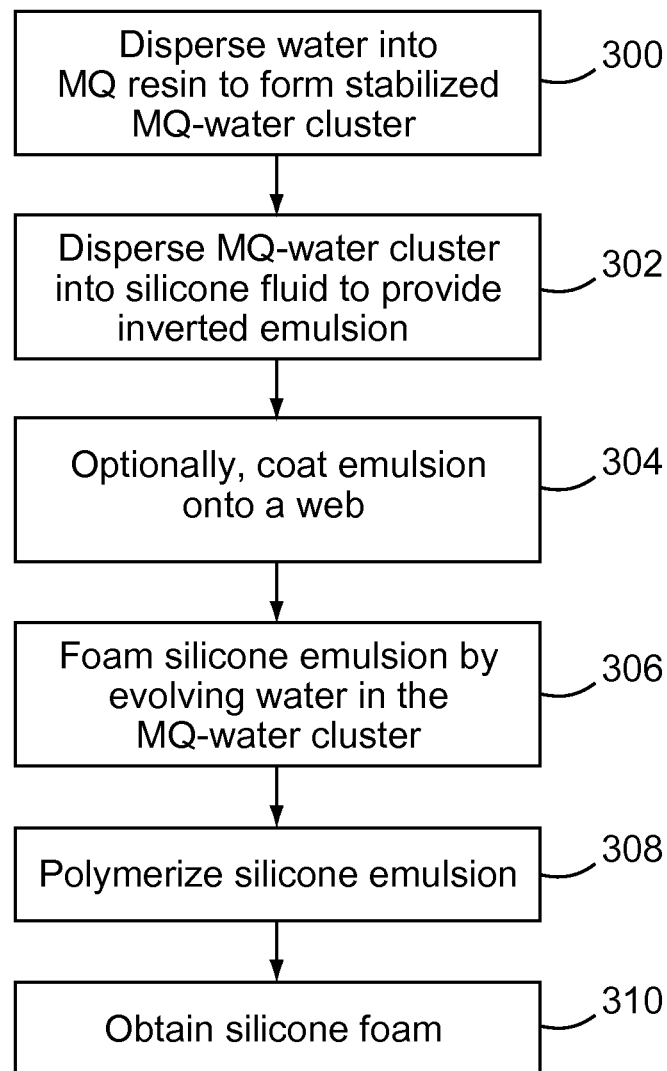 Disperse water into
MQ resin to form stabilized
MQ-water cluster
300
Disperse MQ-water cluster
into silicone fluid to provide
inverted emulsion
302
Optionally, coat emulsion
onto a web
304
Foam silicone emulsion by
evolving water in the
MQ-water cluster
306
Polymerize silicone emulsion
308
Obtain silicone foam
310